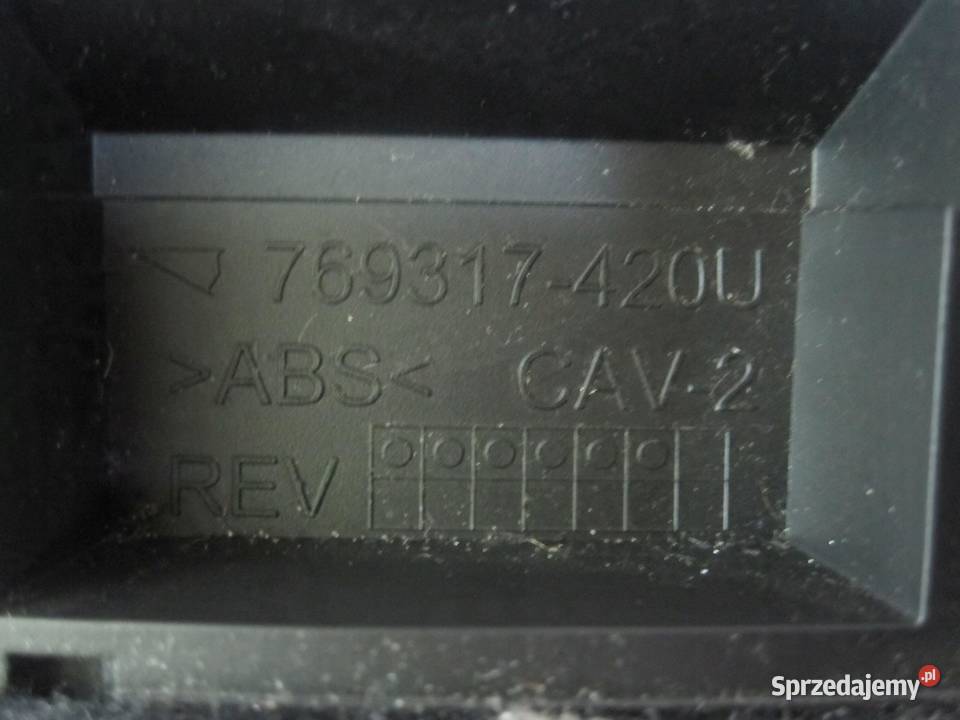 769317-420U
>ABS< CAV-2
REV
Sprzedajemy.pl